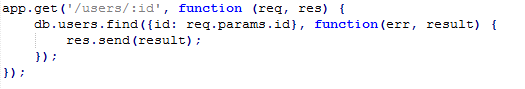 app.get('/users/:id', function (req, res) {
    db.users.find({id: req.params.id}, function(err, result) {
        res.send(result);
    });
});